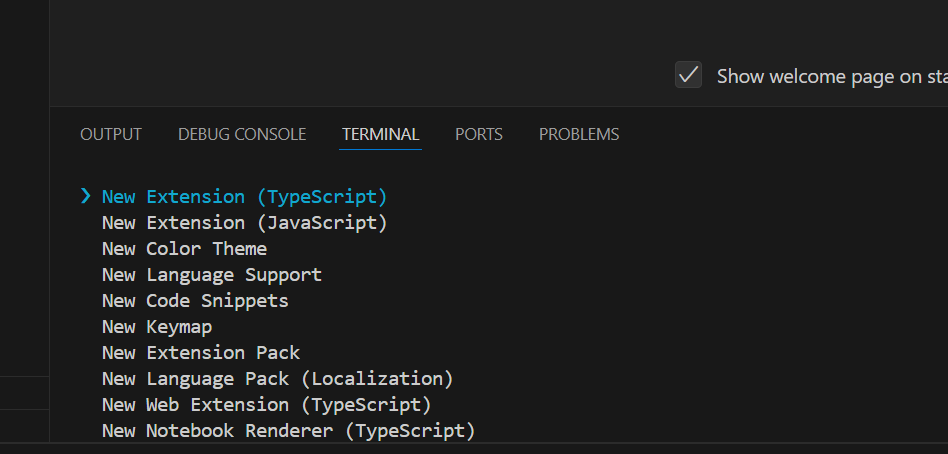 Show welcome page on
OUTPUT DEBUG CONSOLE TERMINAL PORTS PROBLEMS
❯ New Extension (TypeScript)
New Extension (JavaScript)
New Color Theme
New Language Support
New Code Snippets
New Keymap
New Extension Pack
New Language Pack (Localization)
New Web Extension (TypeScript)
New Notebook Renderer (TypeScript)